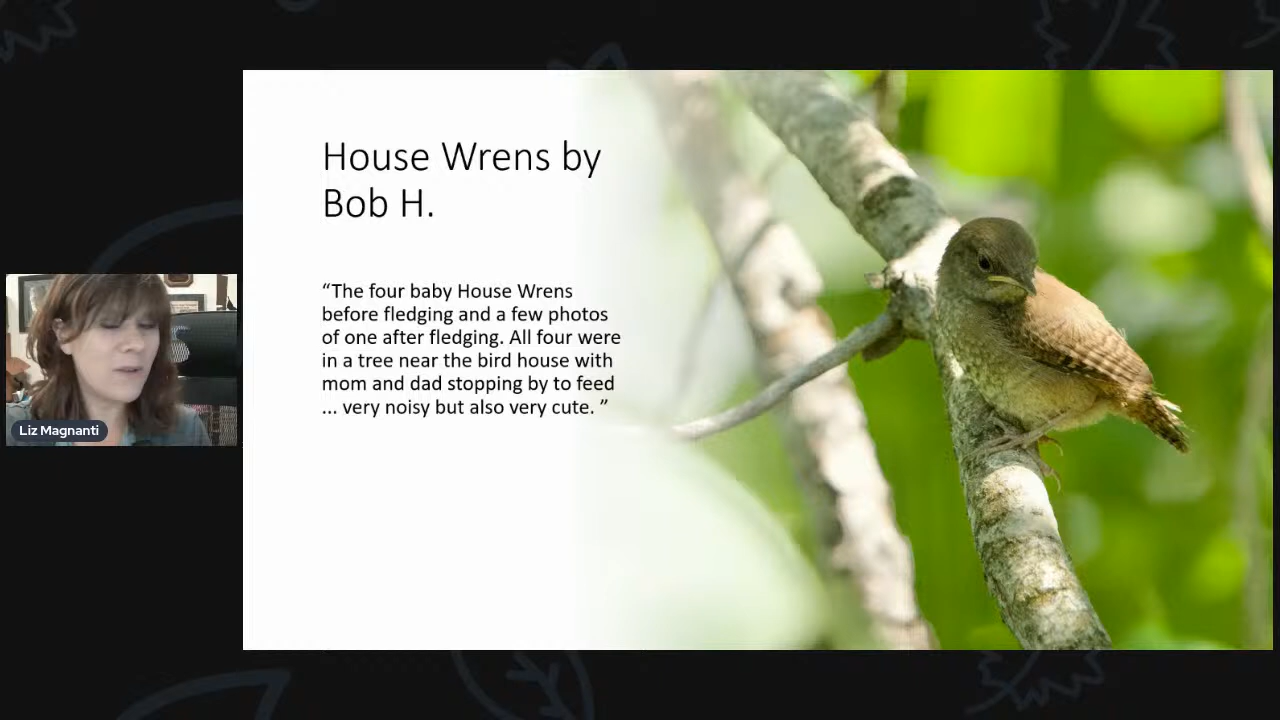 House Wrens by
Bob H.
“The four baby House Wrens
before fledging and a few photos
of one after fledging. All four were
in a tree near the bird house with
mom and dad stopping by to feed
... very noisy but also very cute. ”
Liz Magnanti